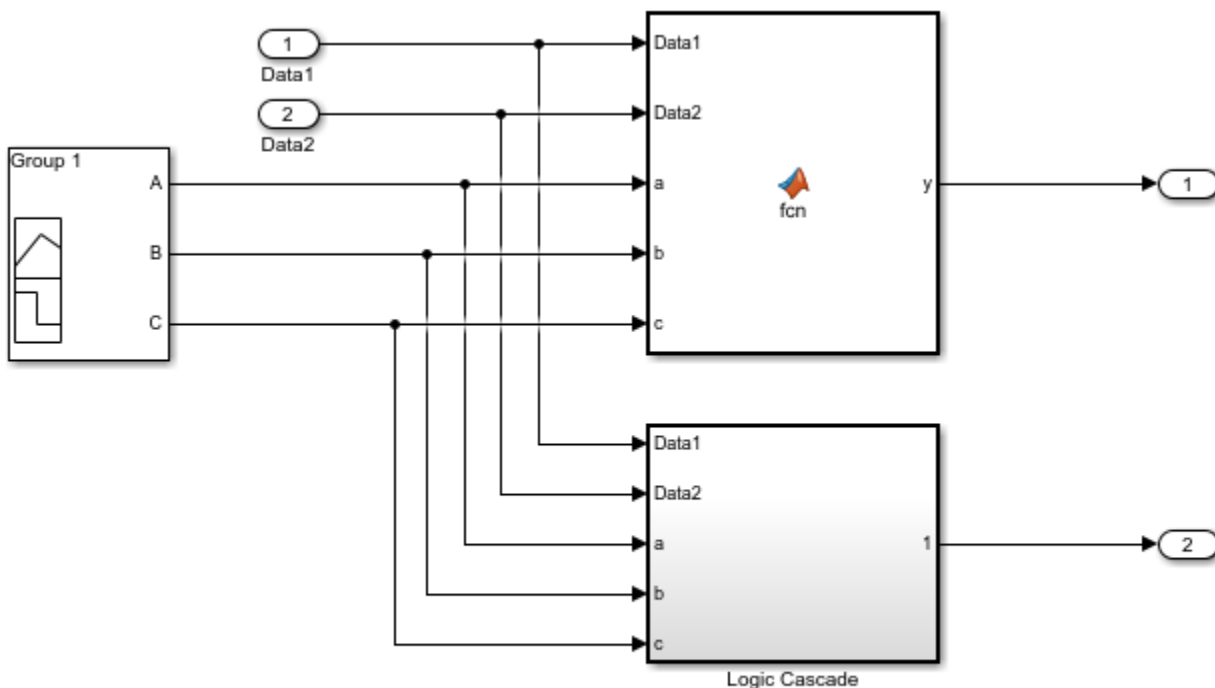 1
Data1
2
Data2
Group 1
A
B
C
Data1
Data2
a
b
c
fcn
y
1
Data1
Data2
a
b
c
1
2
Logic Cascade